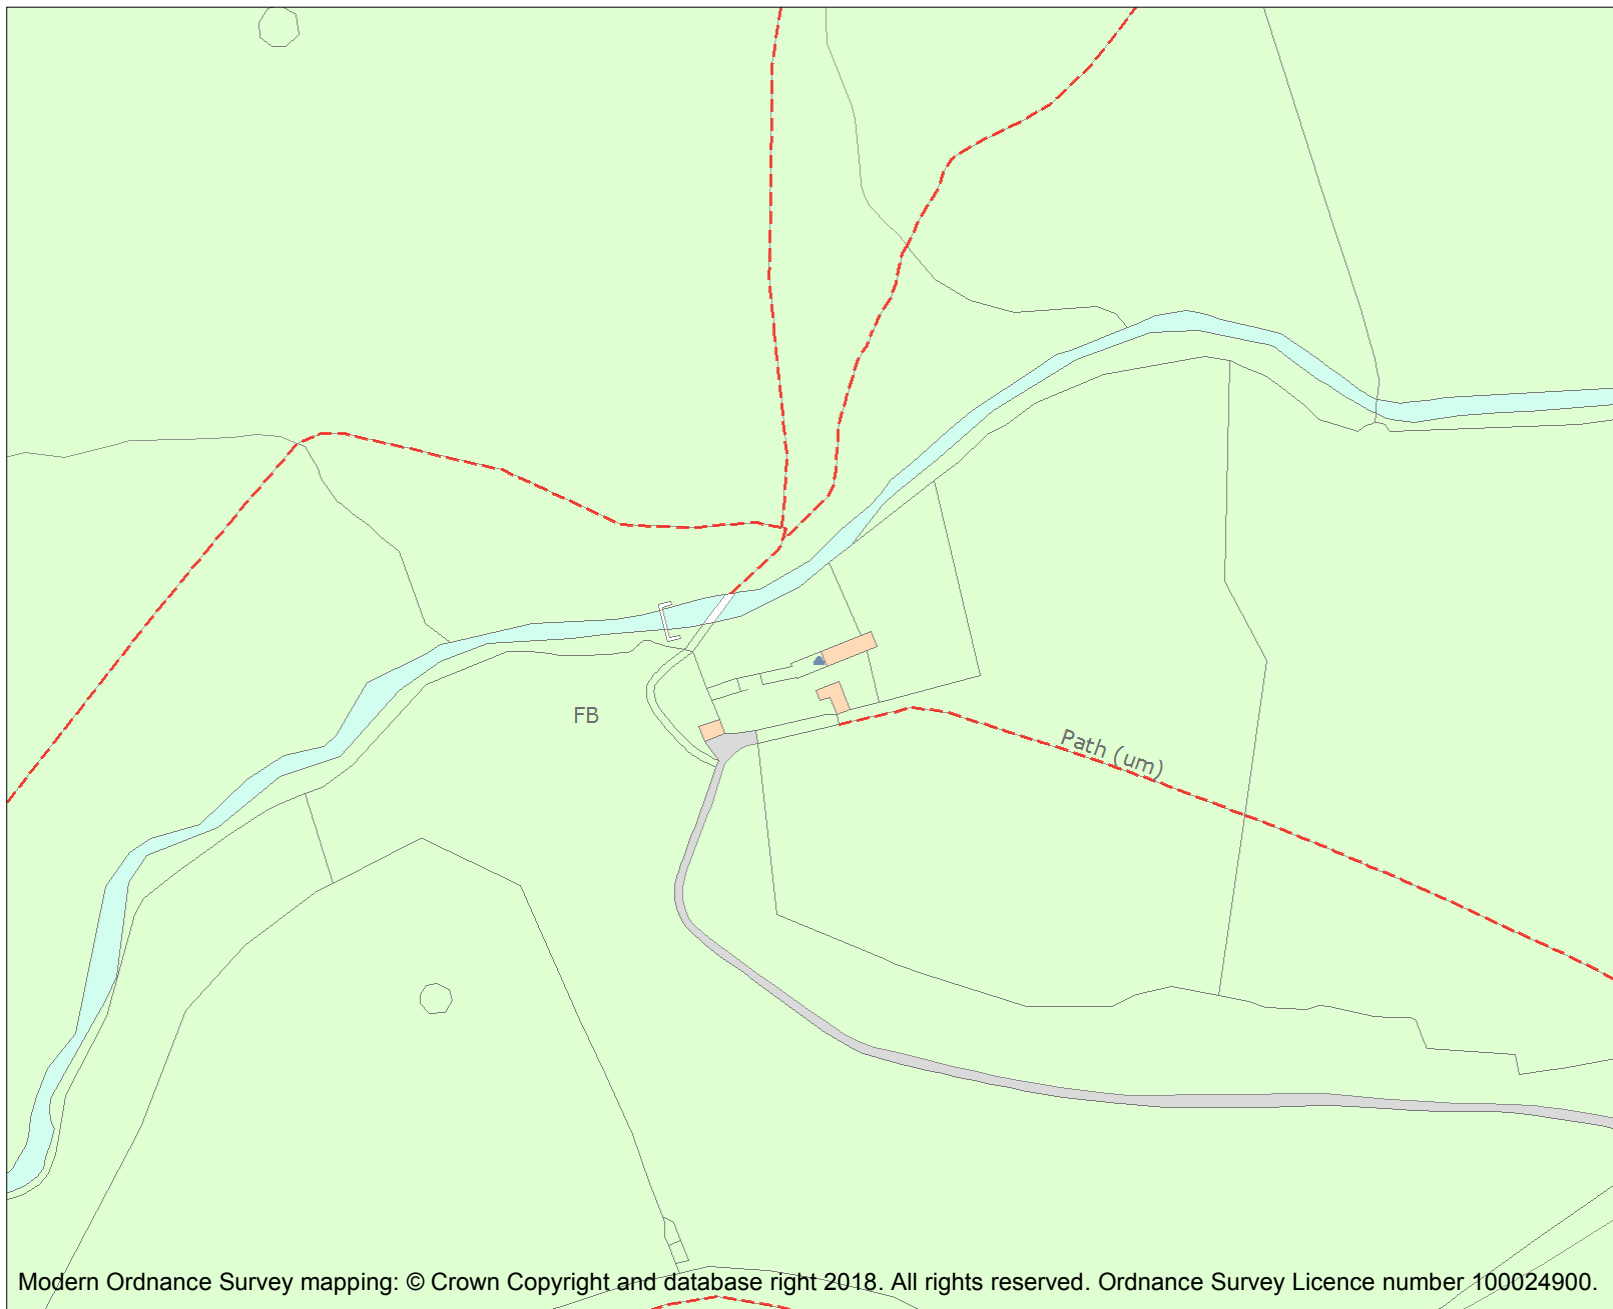 FB
Path (um)
Modern Ordnance Survey mapping: © Crown Copyright and database right 2018. All rights reserved. Ordnance Survey Licence number 100024900.